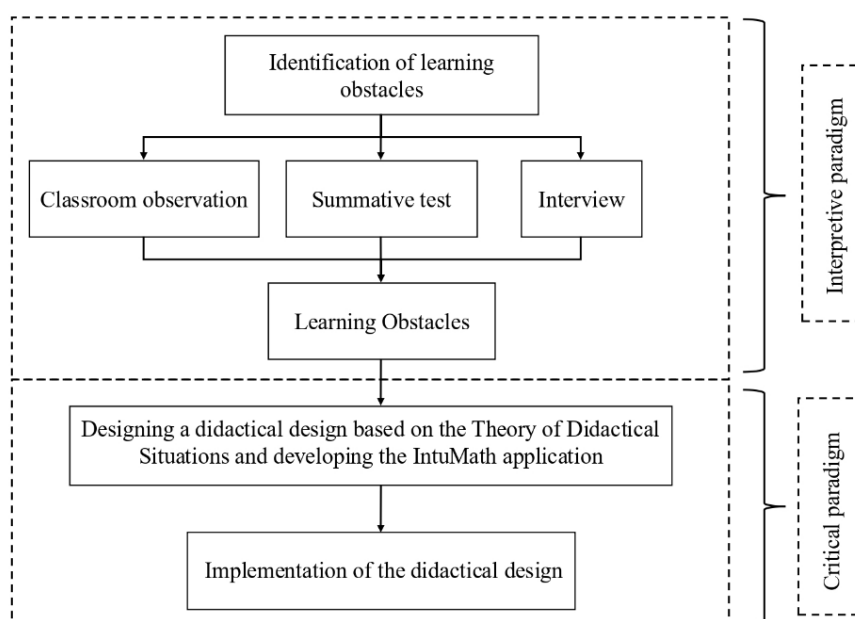 Identification of learning
obstacles
Classroom observation
Summative test
Interview
Learning Obstacles
Interpretive paradigm
Designing a didactical design based on the Theory of Didactical
Situations and developing the IntuMath application
Implementation of the didactical design
Critical paradigm